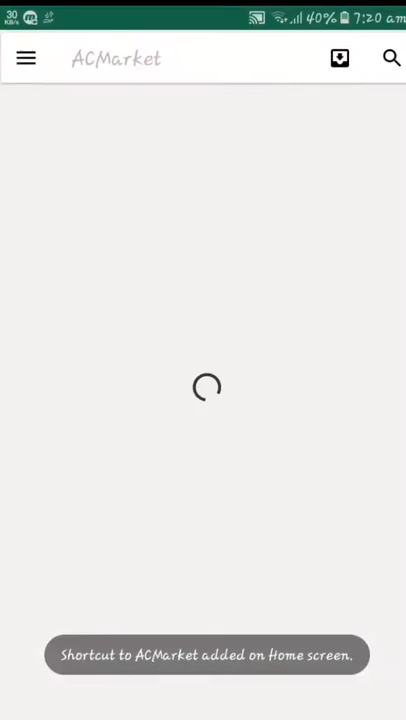 30
KB/s
40% 7:20 am
ACMarket
Shortcut to ACMarket added on Home screen.